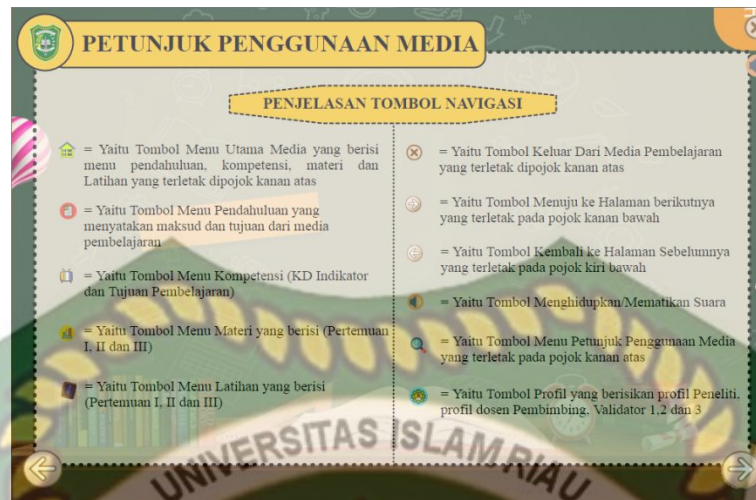 PETUNJUK PENGGUNAAN MEDIA
PENJELASAN TOMBOL NAVIGASI
= Yaitu Tombol Menu Utama Media yang berisi
menu pendahuluan, kompetensi, materi dan
Latihan yang terletak dipojok kanan atas
= Yaitu Tombol Menu Pendahuluan yang
menyatakan maksud dan tujuan dari media
pembelajaran
= Yaitu Tombol Menu Kompetensi (KD Indikator
dan Tujuan Pembelajaran)
= Yaitu Tombol Menu Materi yang berisi (Pertemuan
I, II dan III)
= Yaitu Tombol Menu Latihan yang berisi
(Pertemuan I, II dan III)
= Yaitu Tombol Keluar Dari Media Pembelajaran
yang terletak dipojok kanan atas
= Yaitu Tombol Menuju ke Halaman berikutnya
yang terletak pada pojok kanan bawah
= Yaitu Tombol Kembali ke Halaman Sebelumnya
yang terletak pada pojok kiri bawah
= Yaitu Tombol Menghidupkan/Mematikan Suara
= Yaitu Tombol Menu Petunjuk Penggunaan Media
yang terletak pada pojok kanan atas
= Yaitu Tombol Profil yang berisikan profil Peneliti,
profil dosen Pembimbing, Validator 1,2 dan 3
UNIVERSITAS ISLAM RIAU